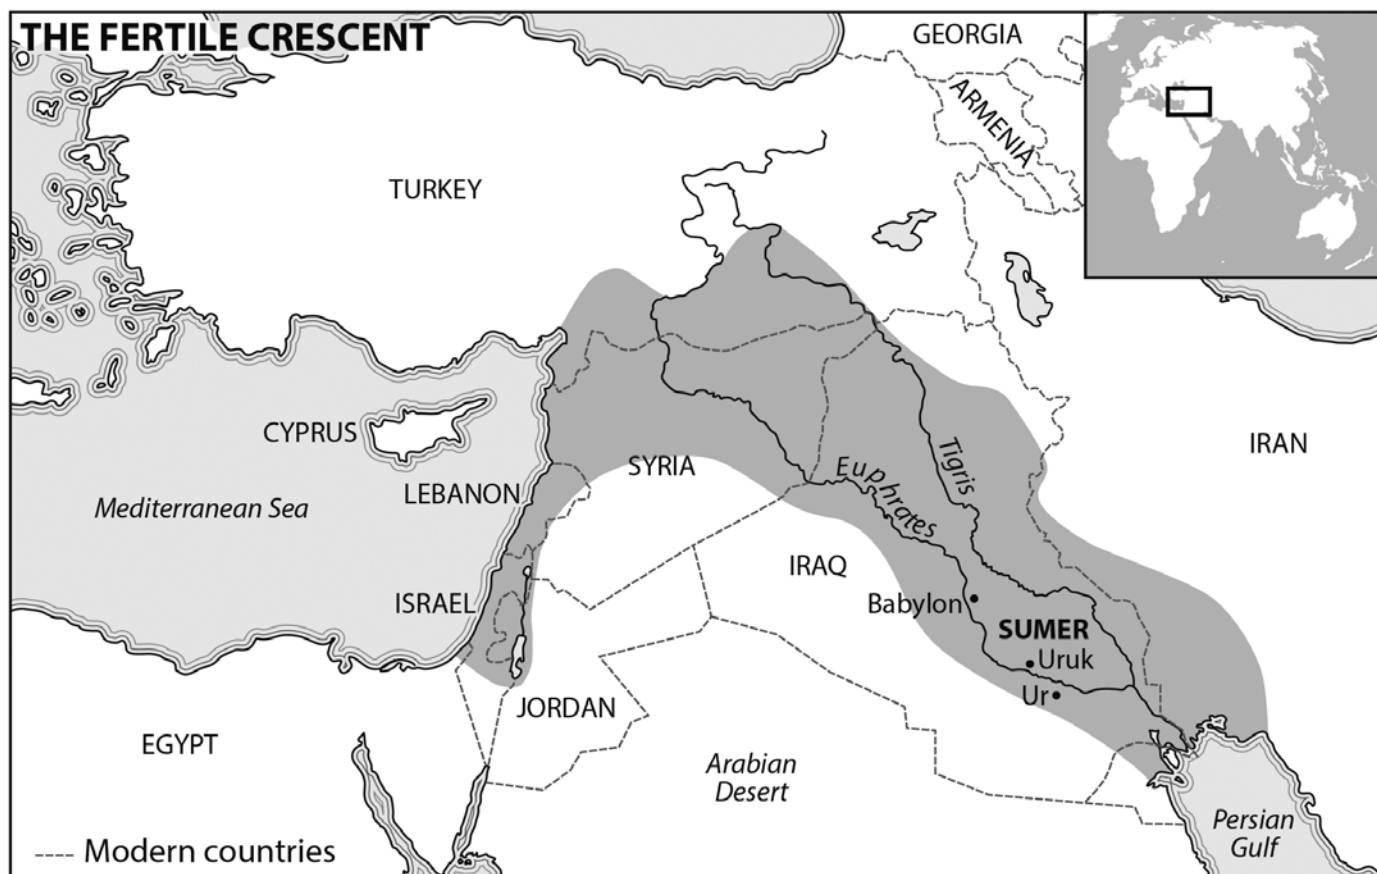 THE FERTILE CRESCENT
GEORGIA
ARMENIA
TURKEY
CYPRUS
SYRIA
IRAN
LEBANON
Mediterranean Sea
Tigris
Euphrates
IRAQ
ISRAEL
Babylon
SUMER
Uruk
Ur
JORDAN
EGYPT
Arabian
Desert
Persian
Gulf
Modern countries